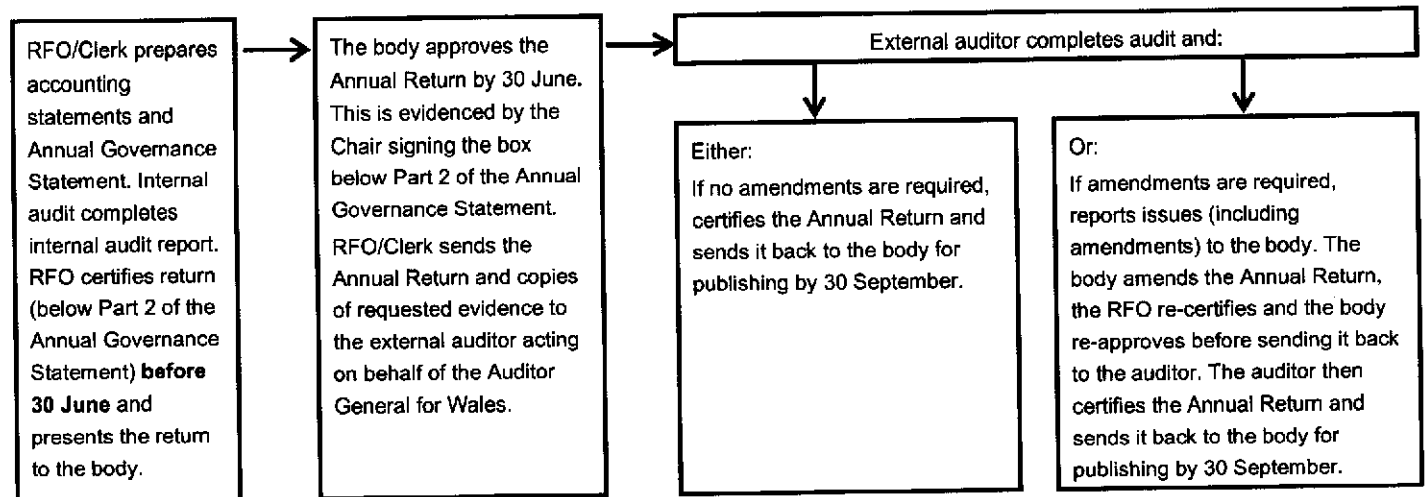 RFO/Clerk prepares
accounting
statements and
Annual Governance
Statement. Internal
audit completes
internal audit report.
RFO certifies return
(below Part 2 of the
Annual Governance
Statement) before
30 June and
presents the return
to the body.
The body approves the
Annual Return by 30 June.
This is evidenced by the
Chair signing the box
below Part 2 of the Annual
Governance Statement.
RFO/Clerk sends the
Annual Return and copies
of requested evidence to
the external auditor acting
on behalf of the Auditor
General for Wales.
External auditor completes audit and:
Either:
If no amendments are required,
certifies the Annual Return and
sends it back to the body for
publishing by 30 September.
Or:
If amendments are required,
reports issues (including
amendments) to the body. The
body amends the Annual Return,
the RFO re-certifies and the body
re-approves before sending it back
to the auditor. The auditor then
certifies the Annual Return and
sends it back to the body for
publishing by 30 September.